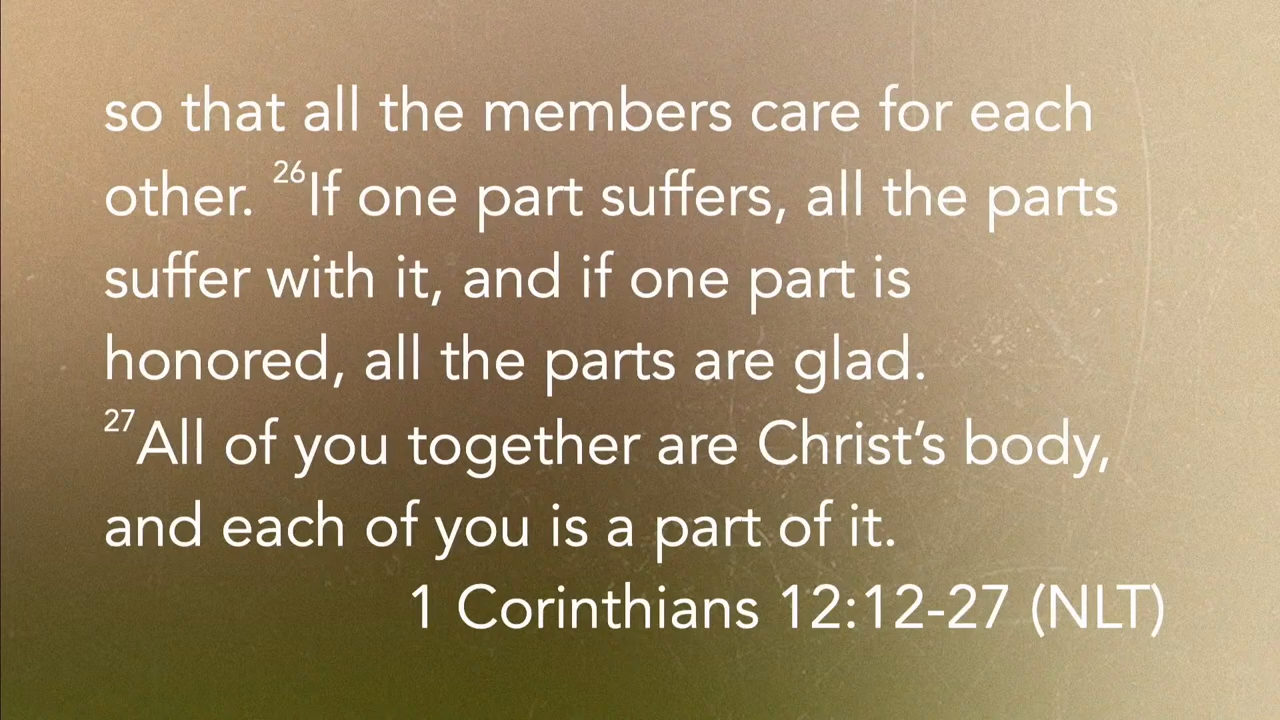 so that all the members care for each
other. 26If one part suffers, all the parts
suffer with it, and if one part is
honored, all the parts are glad.
27All of you together are Christ’s body,
and each of you is a part of it.
1 Corinthians 12:12-27 (NLT)